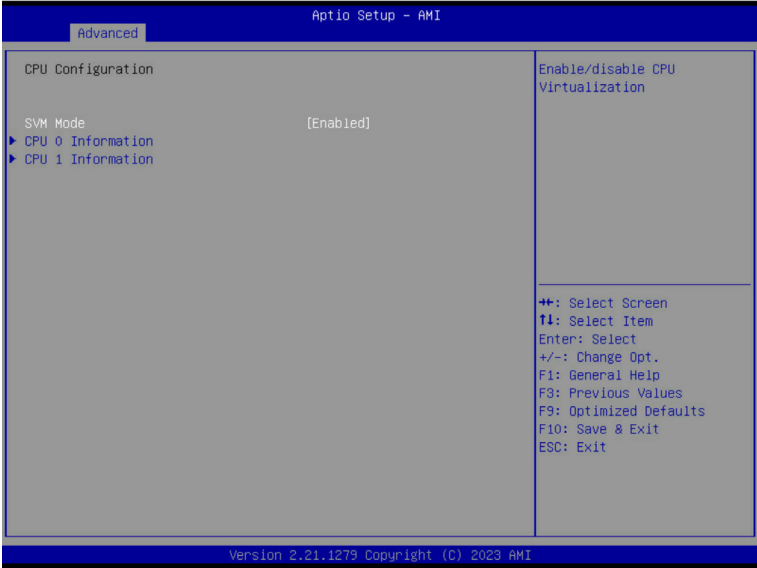 Aptio Setup – AMI
Advanced
CPU Configuration
SVM Mode [Enabled]
CPU 0 Information
CPU 1 Information
Enable/disable CPU
Virtualization
→←: Select Screen
↑↓: Select Item
Enter: Select
+/-: Change Opt.
F1: General Help
F3: Previous Values
F9: Optimized Defaults
F10: Save & Exit
ESC: Exit
Version 2.21.1279 Copyright (C) 2023 AMI